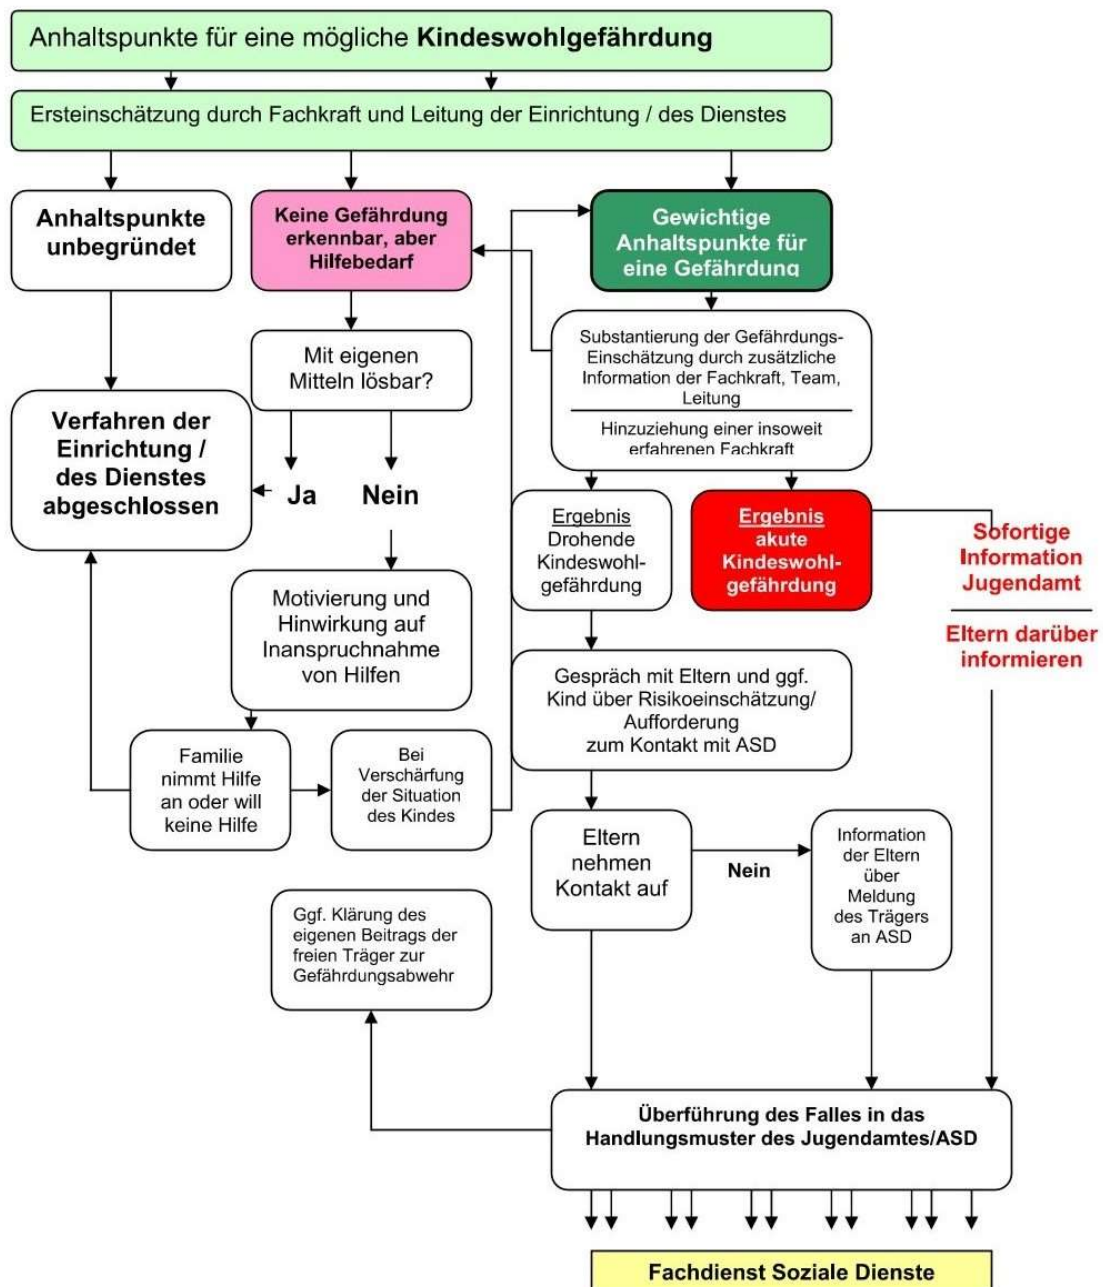 Anhaltspunkte für eine mögliche Kindeswohlgefährdung
Ersteinschätzung durch Fachkraft und Leitung der Einrichtung / des Dienstes
Anhaltspunkte
unbegründet
Keine Gefährdung
erkennbar, aber
Hilfebedarf
Gewichtige
Anhaltspunkte für
eine Gefährdung
Mit eigenen
Mitteln lösbar?
Substantierung der Gefährdungs-
Einschätzung durch zusätzliche
Information der Fachkraft, Team,
Leitung
Hinzuziehung einer insoweit
erfahrenen Fachkraft
Verfahren der
Einrichtung /
des Dienstes
abgeschlossen
Ja
Nein
Ergebnis
Drohende
Kindeswohl-
gefährdung
Ergebnis
akute
Kindeswohl-
gefährdung
Sofortige
Information
Jugendamt
Eltern darüber
informieren
Motivierung und
Hinwirkung auf
Inanspruchnahme
von Hilfen
Gespräch mit Eltern und ggf.
Kind über Risikoeinschätzung/
Aufforderung
zum Kontakt mit ASD
Familie
nimmt Hilfe
an oder will
keine Hilfe
Bei
Verschärfung
der Situation
des Kindes
Eltern
nehmen
Kontakt auf
Nein
Information
der Eltern
über
Meldung
des Trägers
an ASD
Ggf. Klärung des
eigenen Beitrags der
freien Träger zur
Gefährdungsabwehr
Überführung des Falles in das
Handlungsmuster des Jugendamtes/ASD
Fachdienst Soziale Dienste